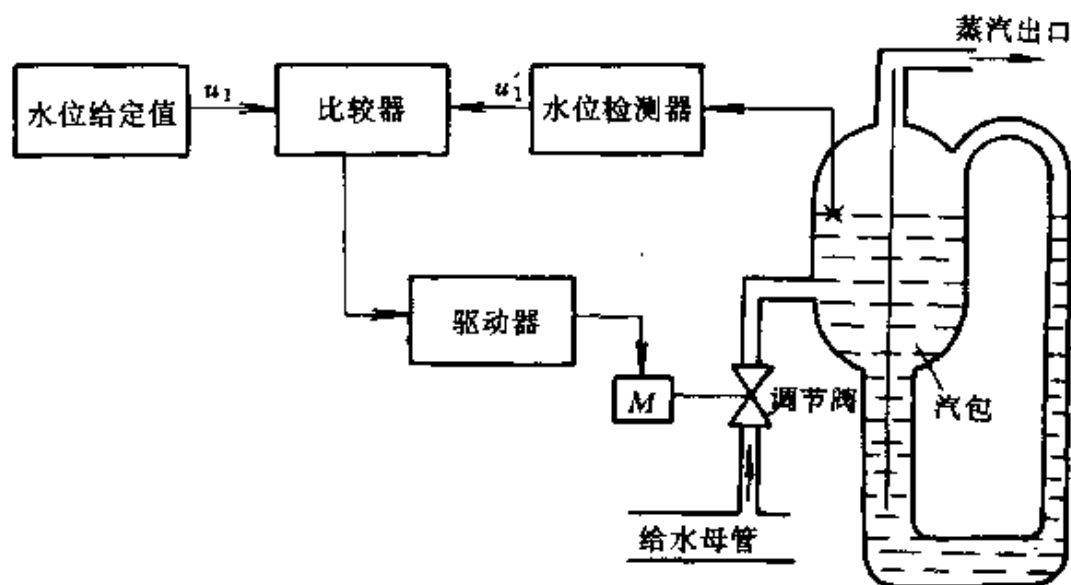 蒸汽出口
水位给定值
u₁
比较器
u₁′
水位检测器
驱动器
M
调节阀
汽包
给水母管